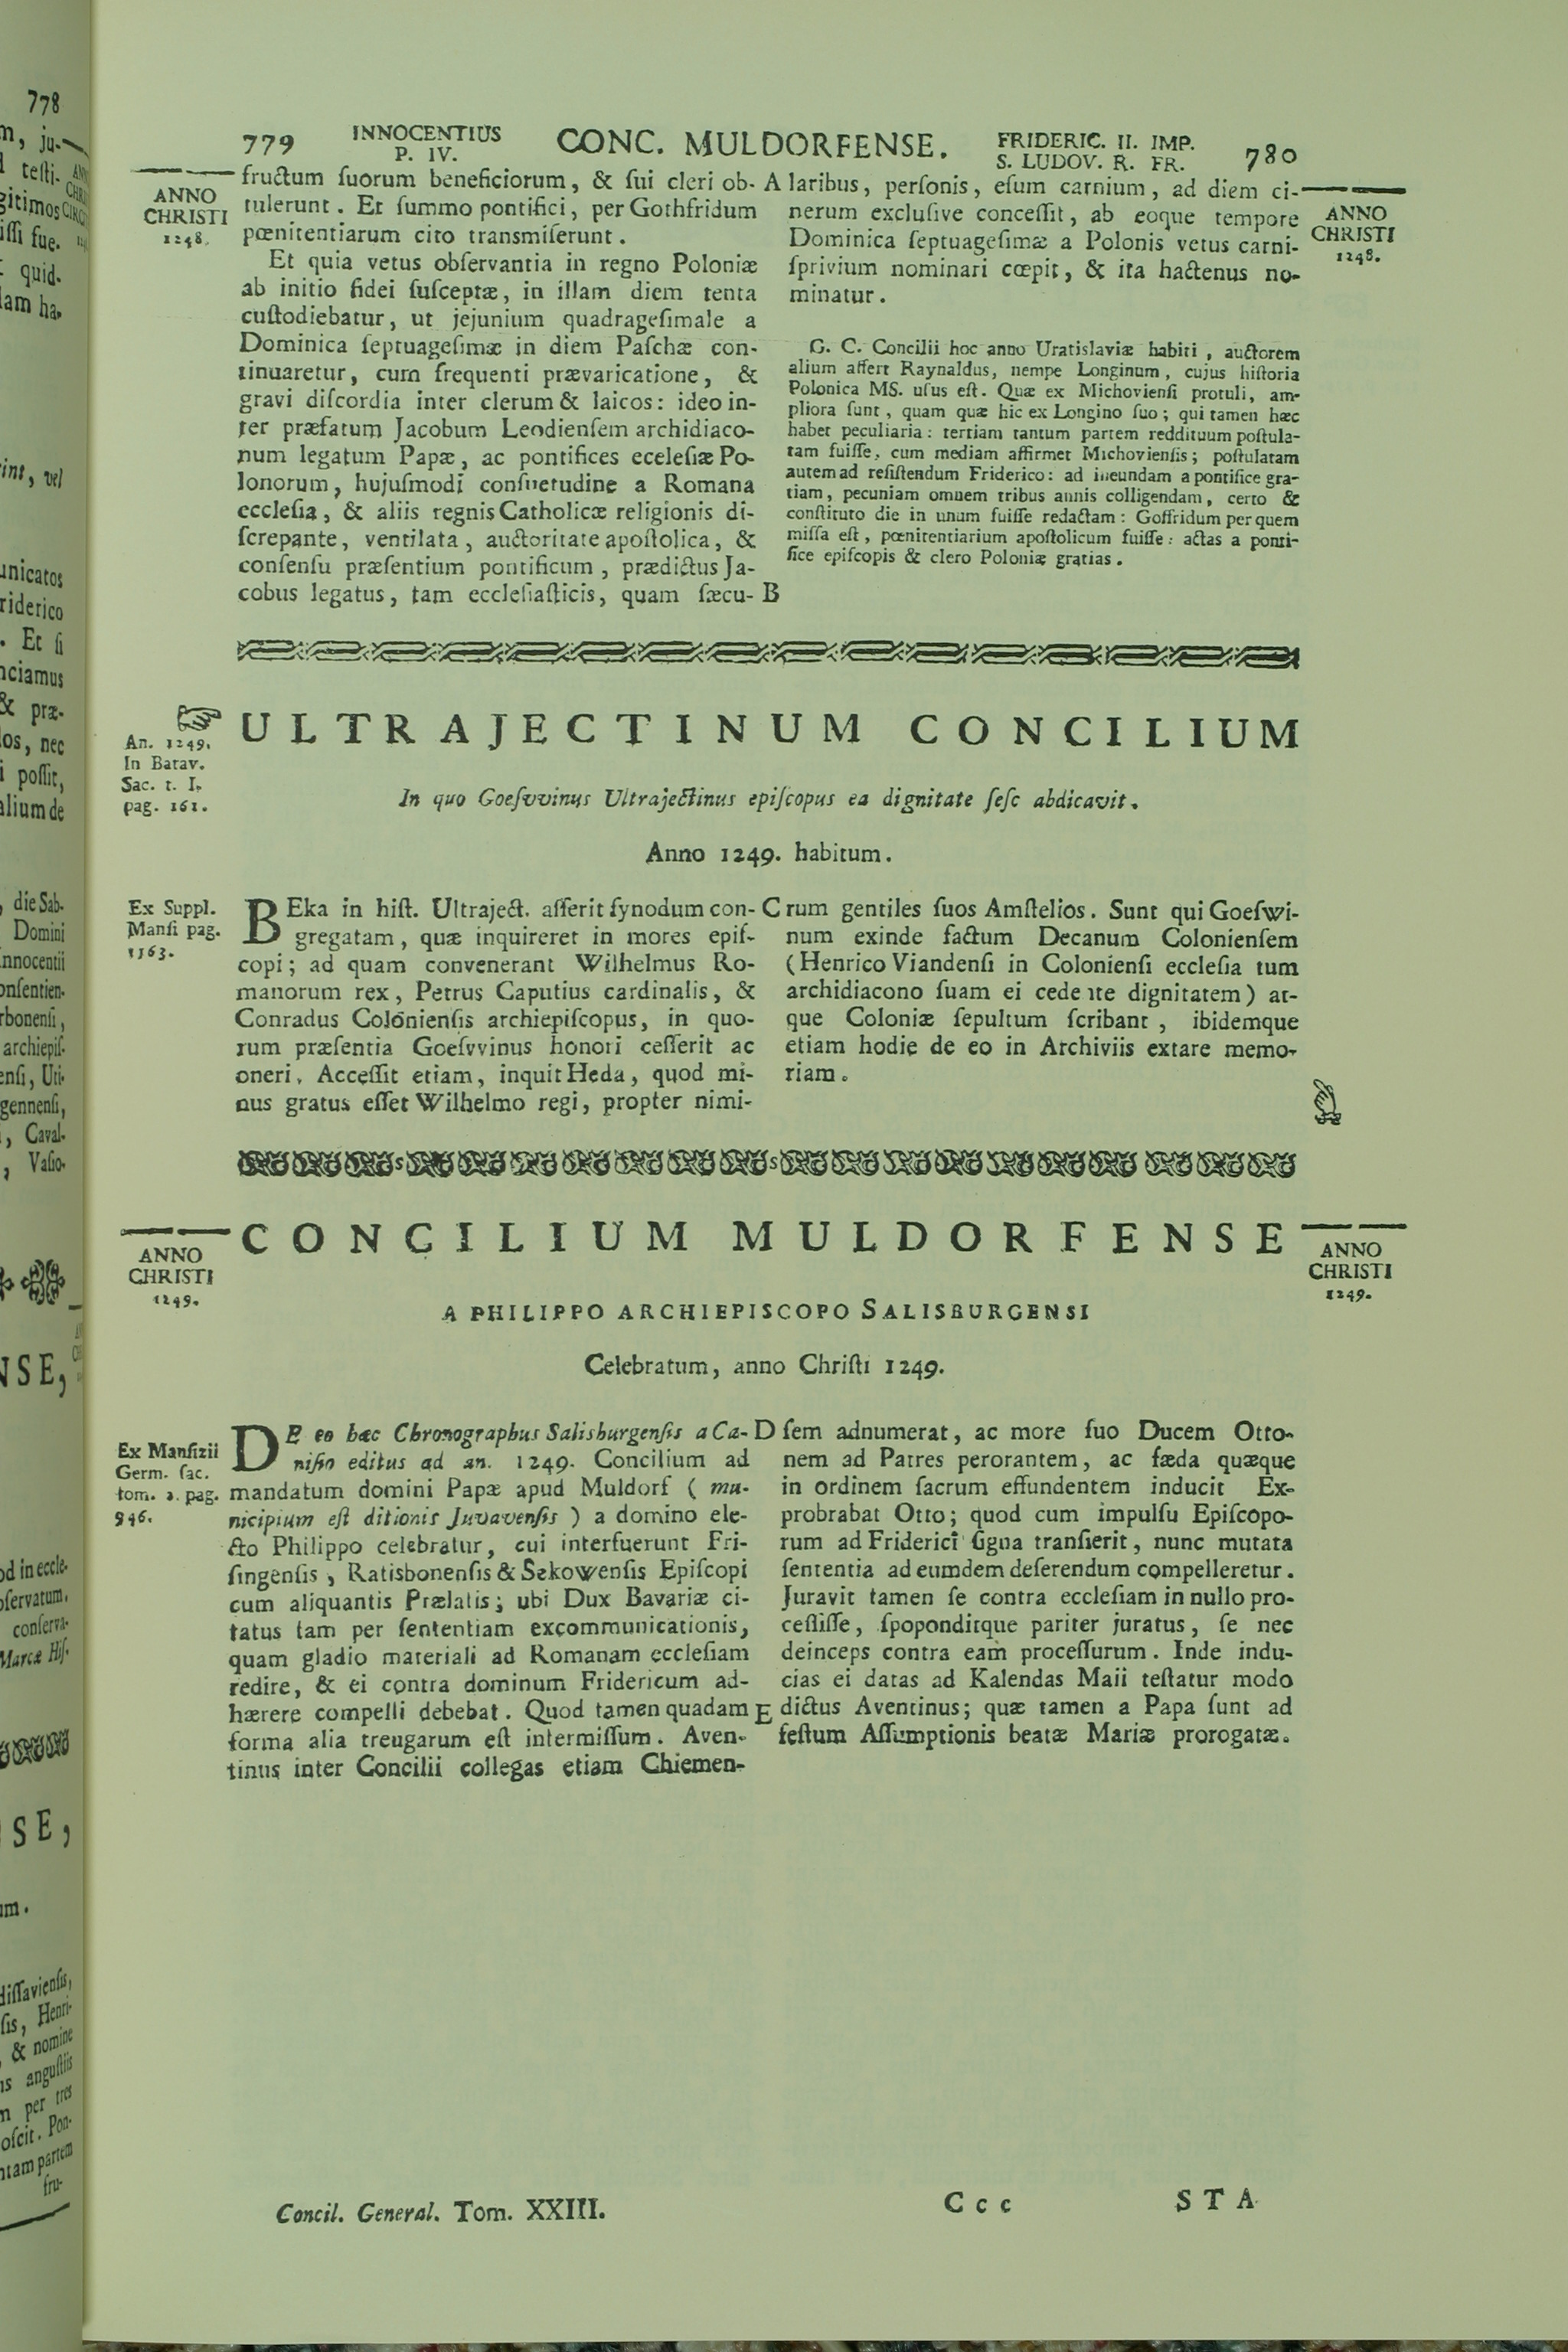 779
INNOCENTIUS
P. IV.
CONC. MULDORFENSE.
FRIDERIC. II. IMP.
S. LUDOV. R. FR.
780
ANNO
CHRISTI
1248.
fructum ſuorum beneficiorum, & ſui cleri ob-
tulerunt. Et ſummo pontifici, per Gothfridum
pœnitentiarum cito transmiſerunt.
Et quia vetus obſervantia in regno Poloniæ
ab initio fidei ſuſceptæ, in illam diem tenta
cuſtodiebatur, ut jejunium quadrageſimale a
Dominica ſeptuageſimæ in diem Paſchæ con-
tinuaretur, cum frequenti prævaricatione, &
gravi diſcordia inter clerum & laicos: ideo in-
ter præfatum Jacobum Leodienſem archidiaco-
num legatum Papæ, ac pontifices eceleſiæ Po-
lonorum, hujuſmodi conſuetudine a Romana
eccleſia, & aliis regnis Catholicæ religionis di-
ſcrepante, ventilata, auctoritate apoſtolica, &
conſenſu præſentium pontificum, prædictus Ja-
cobus legatus, tam eccleſiaſticis, quam ſæcu-
A
B
laribus, perſonis, eſum carnium, ad diem ci-
nerum excluſive conceſſit, ab eoque tempore
Dominica ſeptuageſimæ a Polonis vetus carni-
ſprivium nominari cœpit, & ita hactenus no-
minatur.
ANNO
CHRISTI
1248.
G. C. Concilii hoc anno Uratislaviæ habiti, auctorem
alium affert Raynaldus, nempe Longinum, cujus hiſtoria
Polonica MS. uſus eſt. Quæ ex Michovienſi protuli, am-
pliora ſunt, quam quæ hic ex Longino ſuo; qui tamen hæc
habet peculiaria: tertiam tantum partem reddituum poſtula-
tam fuiſſe, cum mediam affirmet Michovienſis; poſtulatam
autem ad reſiſtendum Friderico: ad ineundam a pontifice gra-
tiam, pecuniam omnem tribus annis colligendam, certo &
conſtituto die in unum fuiſſe redactam: Goffridum per quem
miſſa eſt, pœnitentiarium apoſtolicum fuiſſe: actas a ponti-
fice epiſcopis & clero Poloniæ gratias.
ULTRAJECTINUM CONCILIUM
An. 1249.
In Batav.
Sac. t. I.
pag. 161.
In quo Goeſvvinus Ultrajectinus epiſcopus ea dignitate ſeſe abdicavit.
Anno 1249. habitum.
Ex Suppl.
Manſi pag.
1163.
BEka in hiſt. Ultraject. aſſerit ſynodum con-
gregatam, quæ inquireret in mores epiſ-
copi; ad quam convenerant Wilhelmus Ro-
manorum rex, Petrus Caputius cardinalis, &
Conradus Colónienſis archiepiſcopus, in quo-
rum præſentia Goeſvvinus honori ceſſerit ac
oneri. Acceſſit etiam, inquit Heda, quod mi-
nus gratus eſſet Wilhelmo regi, propter nimi-
C
rum gentiles ſuos Amſtelios. Sunt qui Goeſwi-
num exinde factum Decanum Colonienſem
(Henrico Viandenſi in Colonienſi eccleſia tum
archidiacono ſuam ei cedente dignitatem) at-
que Coloniæ ſepultum ſcribant, ibidemque
etiam hodie de eo in Archiviis extare memo-
riam.
CONCILIUM MULDORFENSE
ANNO
CHRISTI
1249.
ANNO
CHRISTI
1249.
A PHILIPPO ARCHIEPISCOPO SALISBURGENSI
Celebratum, anno Chriſti 1249.
Ex Manſizii
Germ. ſac.
tom. 2. pag.
946.
DE eo hæc Chronographus Salisburgenſis a Ca-
niſio editus ad an. 1249. Concilium ad
mandatum domini Papæ apud Muldorf ( mu-
nicipium eſt ditionis Juvavenſis ) a domino ele-
cto Philippo celebratur, cui interfuerunt Fri-
ſingenſis, Ratisbonenſis & Sekowenſis Epiſcopi
cum aliquantis Prælatis; ubi Dux Bavariæ ci-
tatus tam per ſententiam excommunicationis,
quam gladio materiali ad Romanam eccleſiam
redire, & ei contra dominum Fridericum ad-
hærere compelli debebat. Quod tamen quadam
forma alia treugarum eſt intermiſſum. Aven-
tinus inter Concilii collegas etiam Chiemen-
D
E
ſem adnumerat, ac more ſuo Ducem Otto-
nem ad Patres perorantem, ac fæda quæque
in ordinem ſacrum effundentem inducit Ex-
probrabat Otto; quod cum impulſu Epiſcopo-
rum ad Friderici ſigna tranſierit, nunc mutata
ſententia ad eumdem deſerendum compelleretur.
Juravit tamen ſe contra eccleſiam in nullo pro-
ceſſiſſe, ſpoponditque pariter juratus, ſe nec
deinceps contra eam proceſſurum. Inde indu-
cias ei datas ad Kalendas Maii teſtatur modo
dictus Aventinus; quæ tamen a Papa ſunt ad
feſtum Aſſumptionis beatæ Mariæ prorogatæ.
Concil. General. Tom. XXIII.
Ccc
STA